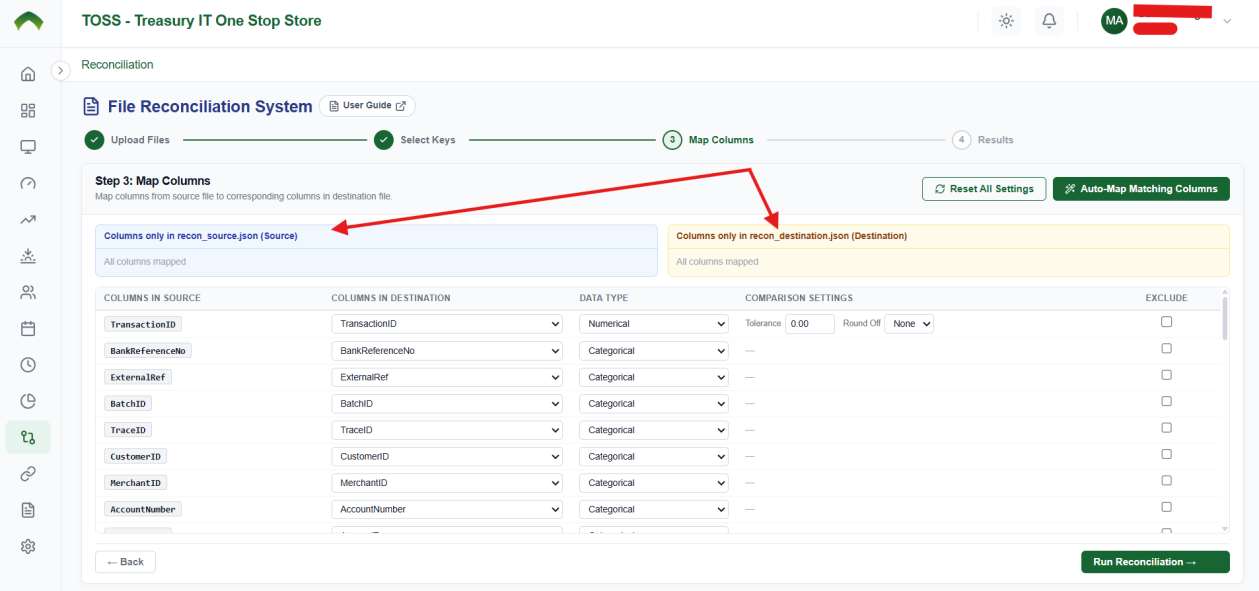 TOSS - Treasury IT One Stop Store
MA
Reconciliation
File Reconciliation System
User Guide
Upload Files
Select Keys
3 Map Columns
4 Results
Step 3: Map Columns
Map columns from source file to corresponding columns in destination file.
Reset All Settings
Auto-Map Matching Columns
Columns only in recon_source.json (Source)
All columns mapped
Columns only in recon_destination.json (Destination)
All columns mapped
COLUMNS IN SOURCE COLUMNS IN DESTINATION DATA TYPE COMPARISON SETTINGS EXCLUDE
TransactionID TransactionID Numerical Tolerance 0.00 Round Off None
BankReferenceNo BankReferenceNo Categorical —
ExternalRef ExternalRef Categorical —
BatchID BatchID Categorical —
TraceID TraceID Categorical —
CustomerID CustomerID Categorical —
MerchantID MerchantID Categorical —
AccountNumber AccountNumber Categorical —
← Back
Run Reconciliation →